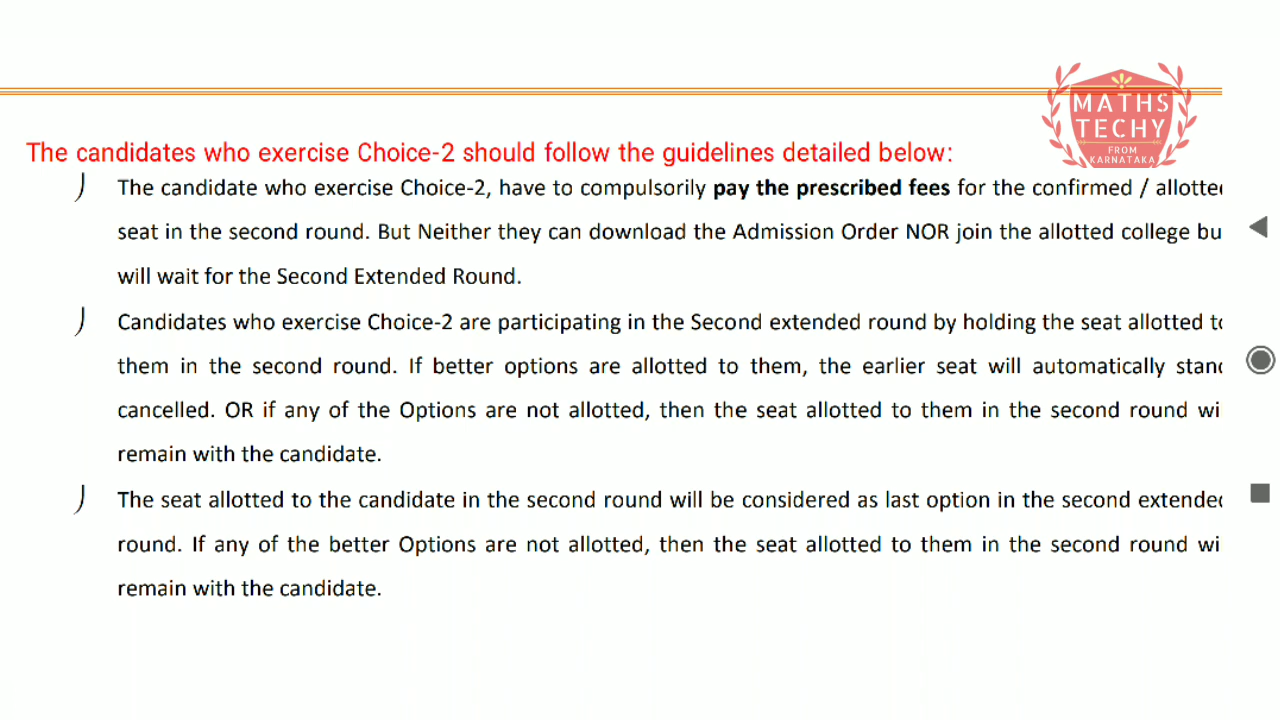 MATHS
TECHY
FROM
KARNATAKA
The candidates who exercise Choice-2 should follow the guidelines detailed below:
The candidate who exercise Choice-2, have to compulsorily pay the prescribed fees for the confirmed / allotte
seat in the second round. But Neither they can download the Admission Order NOR join the allotted college bu
will wait for the Second Extended Round.
Candidates who exercise Choice-2 are participating in the Second extended round by holding the seat allotted to
them in the second round. If better options are allotted to them, the earlier seat will automatically stand
cancelled. OR if any of the Options are not allotted, then the seat allotted to them in the second round wi
remain with the candidate.
The seat allotted to the candidate in the second round will be considered as last option in the second extended
round. If any of the better Options are not allotted, then the seat allotted to them in the second round wi
remain with the candidate.